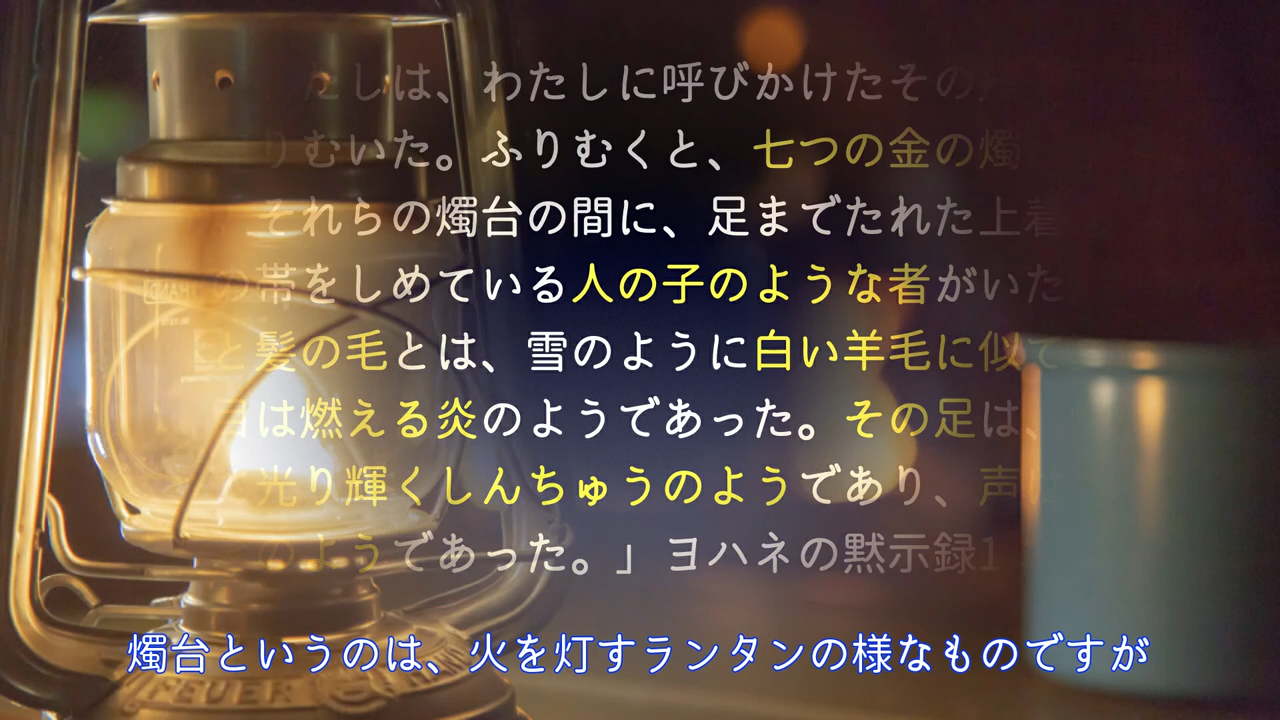 たしは、わたしに呼びかけたその
りむいた。ふりむくと、七つの金の燭
それらの燭台の間に、足までたれた上着
の帯をしめている人の子のような者がいた
と髪の毛とは、雪のように白い羊毛に似て
目は燃える炎のようであった。その足は、
光り輝くしんちゅうのようであり、声は
のようであった。」ヨハネの黙示録1
燭台というのは、火を灯すランタンの様なものですが
FEUER